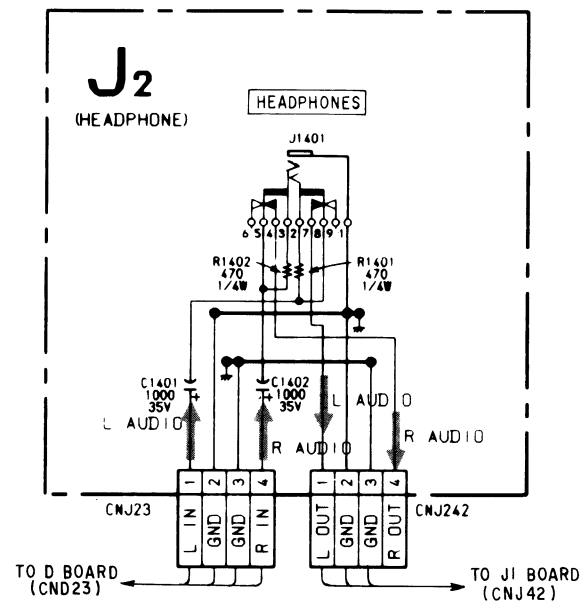 J2
(HEADPHONE)
HEADPHONES
J1401
6 5 4 3 2 7 8 9 1
R1402
470
1/4W
R1401
470
1/4W
C1401
1000
35V
+
C1402
1000
35V
+
L AUDIO
R AUDIO
L AUDIO
R AUDIO
1 2 3 4
1 2 3 4
CNJ23
L IN
GND
GND
R IN
L OUT
GND
GND
R OUT
CNJ242
TO D BOARD
(CND23)
TO J1 BOARD
(CNJ42)